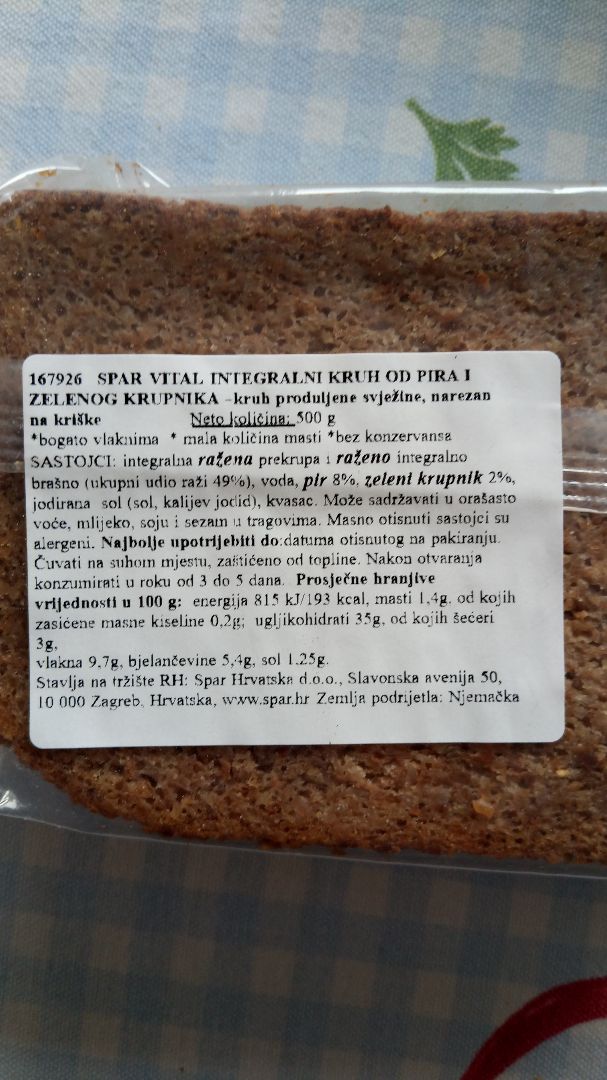 167926 SPAR VITAL INTEGRALNI KRUH OD PIRA I
ZELENOG KRUPNIKA -kruh produljene svježine, narezan
na kriške Neto količina: 500 g
*bogato vlaknima * mala količina masti *bez konzervansa
SASTOJCI: integralna ražena prekrupa i raženo integralno
brašno (ukupni udio raži 49%), voda, pir 8%, zeleni krupnik 2%,
jodirana sol (sol, kalijev jodid), kvasac. Može sadržavati u orašasto
voće, mlijeko, soju i sezam u tragovima. Masno otisnuti sastojci su
alergeni. Najbolje upotrijebiti do:datuma otisnutog na pakiranju.
Čuvati na suhom mjestu, zaštićeno od topline. Nakon otvaranja
konzumirati u roku od 3 do 5 dana. Prosječne hranjive
vrijednosti u 100 g: energija 815 kJ/193 kcal, masti 1,4g. od kojih
zasićene masne kiseline 0,2g; ugljikohidrati 35g, od kojih šećeri
3g,
vlakna 9,7g, bjelančevine 5,4g, sol 1.25g.
Stavlja na tržište RH: Spar Hrvatska d.o.o., Slavonska avenija 50,
10 000 Zagreb, Hrvatska, www.spar.hr Zemlja podrijetla: Njemačka